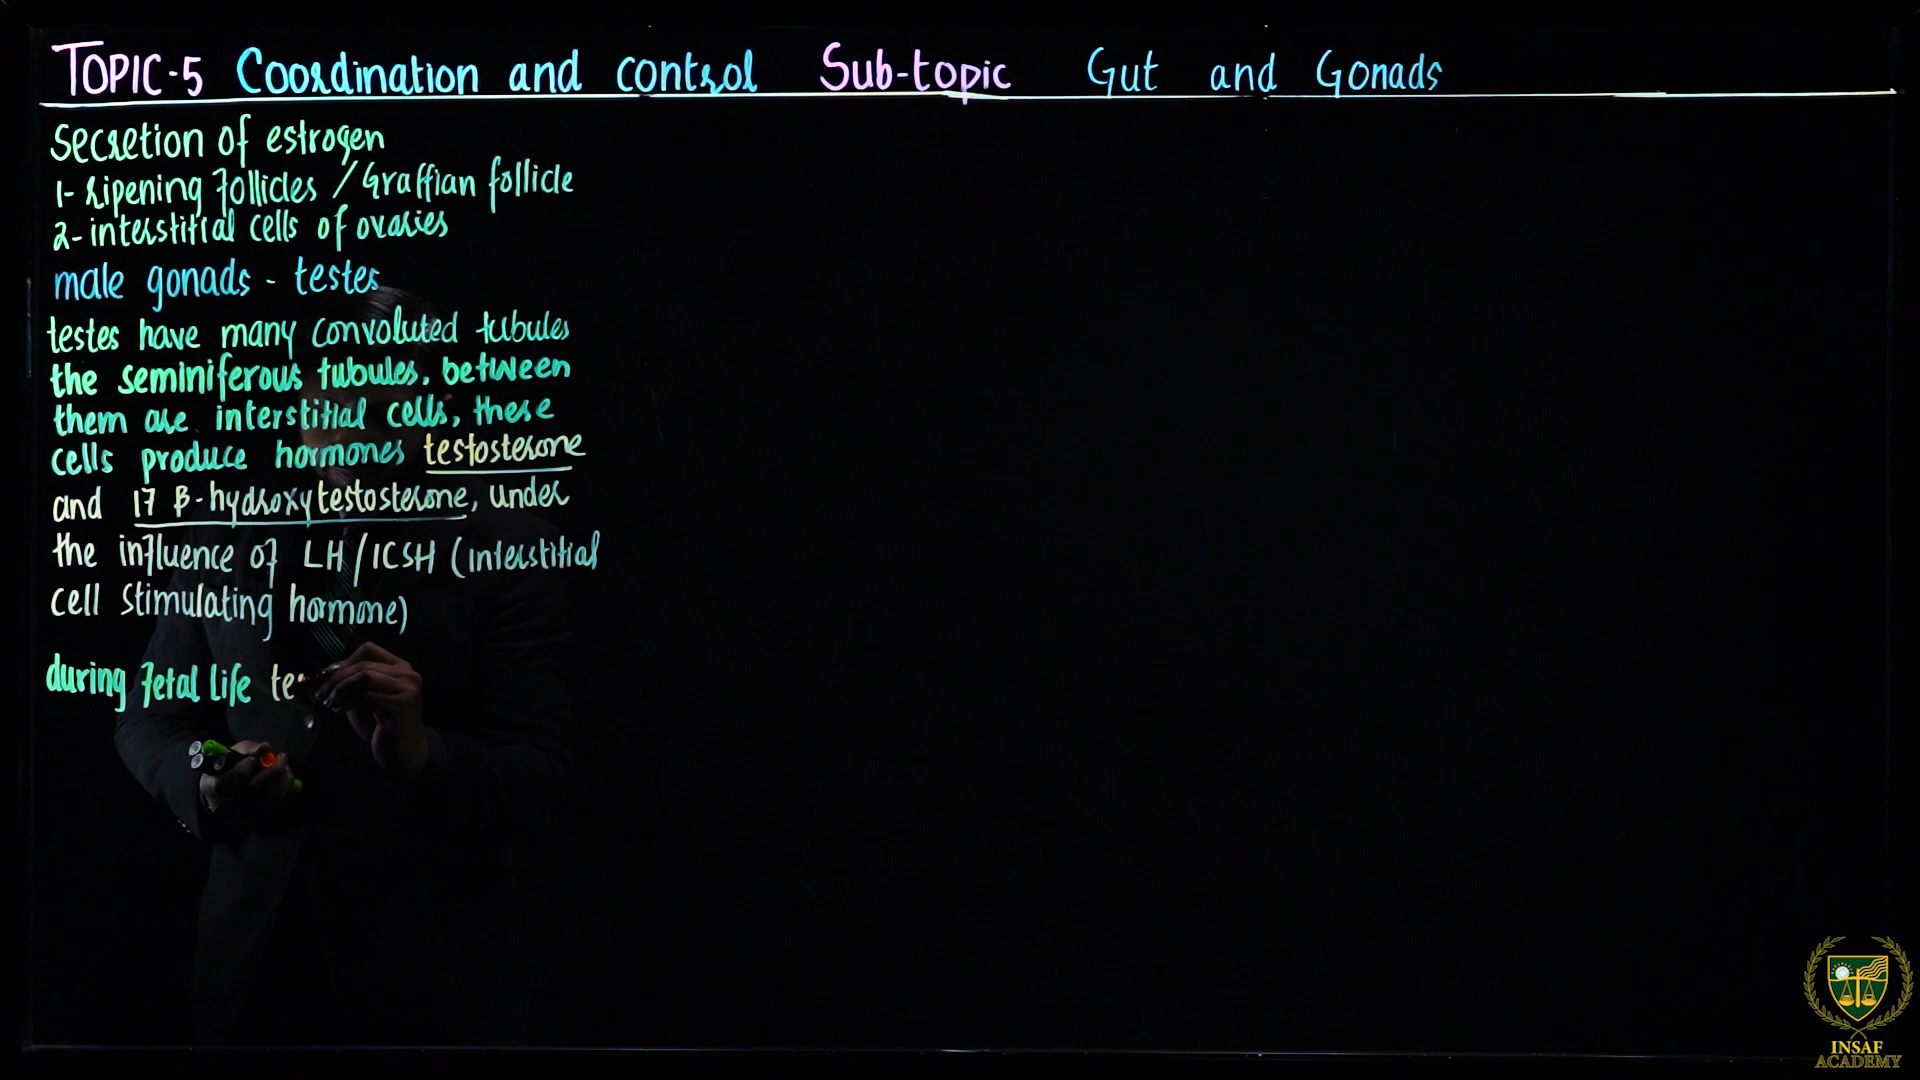 TOPIC-5 Coordination and control Sub-topic Gut and Gonads
Secretion of estrogen
1- ripening follicles / Graffian follicle
2- interstitial cells of ovaries
male gonads - testes
testes have many convoluted tubules
the seminiferous tubules, between
them are interstitial cells, these
cells produce hormones testosterone
and 17 β-hydroxytestosterone, under
the influence of LH/ICSH (interstitial
cell stimulating hormone)
during fetal life te
INSAF
ACADEMY